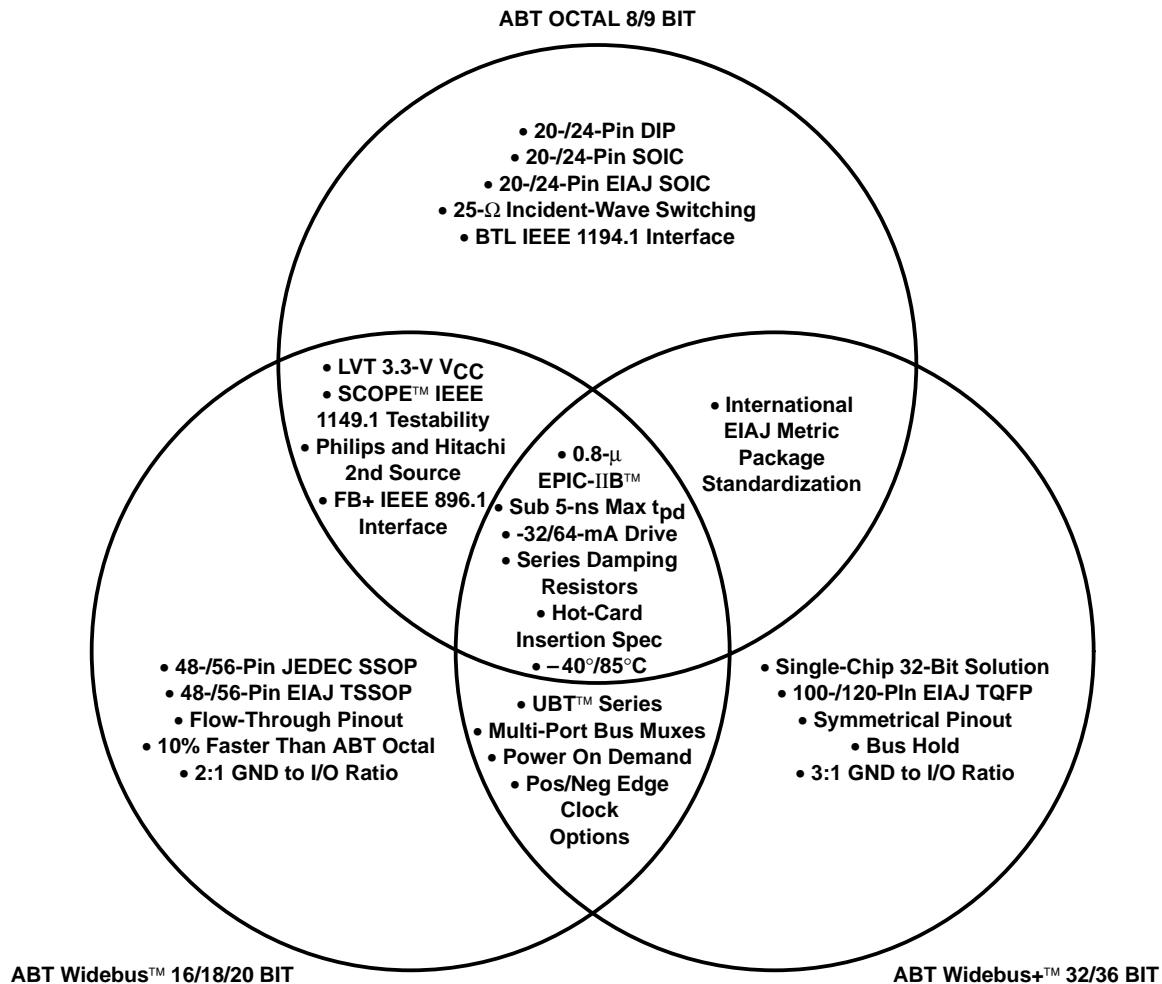 ABT OCTAL 8/9 BIT
• 20-/24-Pin DIP
• 20-/24-Pin SOIC
• 20-/24-Pin EIAJ SOIC
• 25-Ω Incident-Wave Switching
• BTL IEEE 1194.1 Interface
• LVT 3.3-V VCC
• SCOPE™ IEEE
1149.1 Testability
• Philips and Hitachi
2nd Source
• FB+ IEEE 896.1
Interface
• International
EIAJ Metric
Package
Standardization
• 0.8-μ
EPIC-IIB™
• Sub 5-ns Max tpd
• -32/64-mA Drive
• Series Damping
Resistors
• Hot-Card
Insertion Spec
• –40°/85°C
• 48-/56-Pin JEDEC SSOP
• 48-/56-Pin EIAJ TSSOP
• Flow-Through Pinout
• 10% Faster Than ABT Octal
• 2:1 GND to I/O Ratio
• UBT™ Series
• Multi-Port Bus Muxes
• Power On Demand
• Pos/Neg Edge
Clock
Options
• Single-Chip 32-Bit Solution
• 100-/120-PIn EIAJ TQFP
• Symmetrical Pinout
• Bus Hold
• 3:1 GND to I/O Ratio
ABT Widebus™ 16/18/20 BIT
ABT Widebus+™ 32/36 BIT